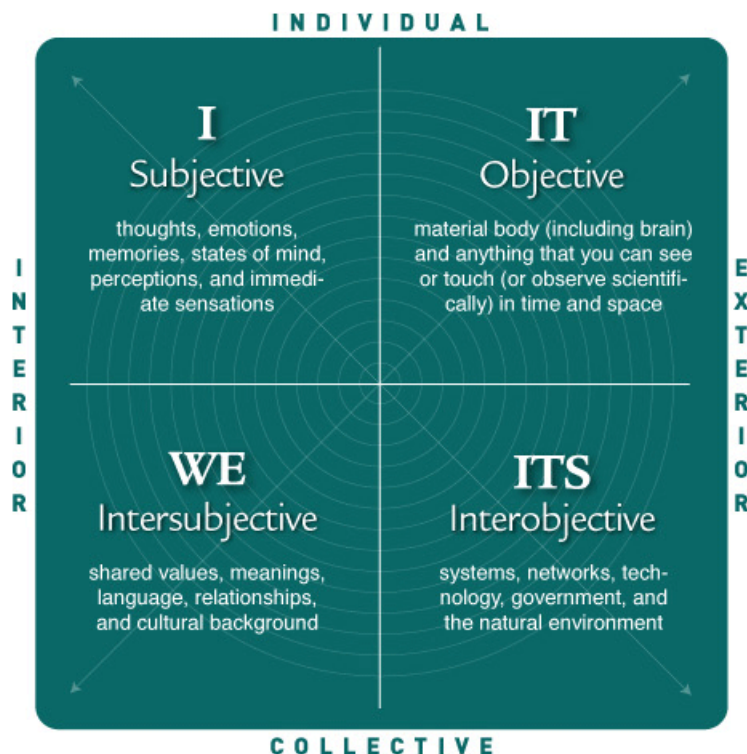 INDIVIDUAL
INTERIOR
EXTERIOR
I
Subjective
thoughts, emotions,
memories, states of mind,
perceptions, and immedi-
ate sensations
IT
Objective
material body (including brain)
and anything that you can see
or touch (or observe scientifi-
cally) in time and space
WE
Intersubjective
shared values, meanings,
language, relationships,
and cultural background
ITS
Interobjective
systems, networks, tech-
nology, government, and
the natural environment
COLLECTIVE